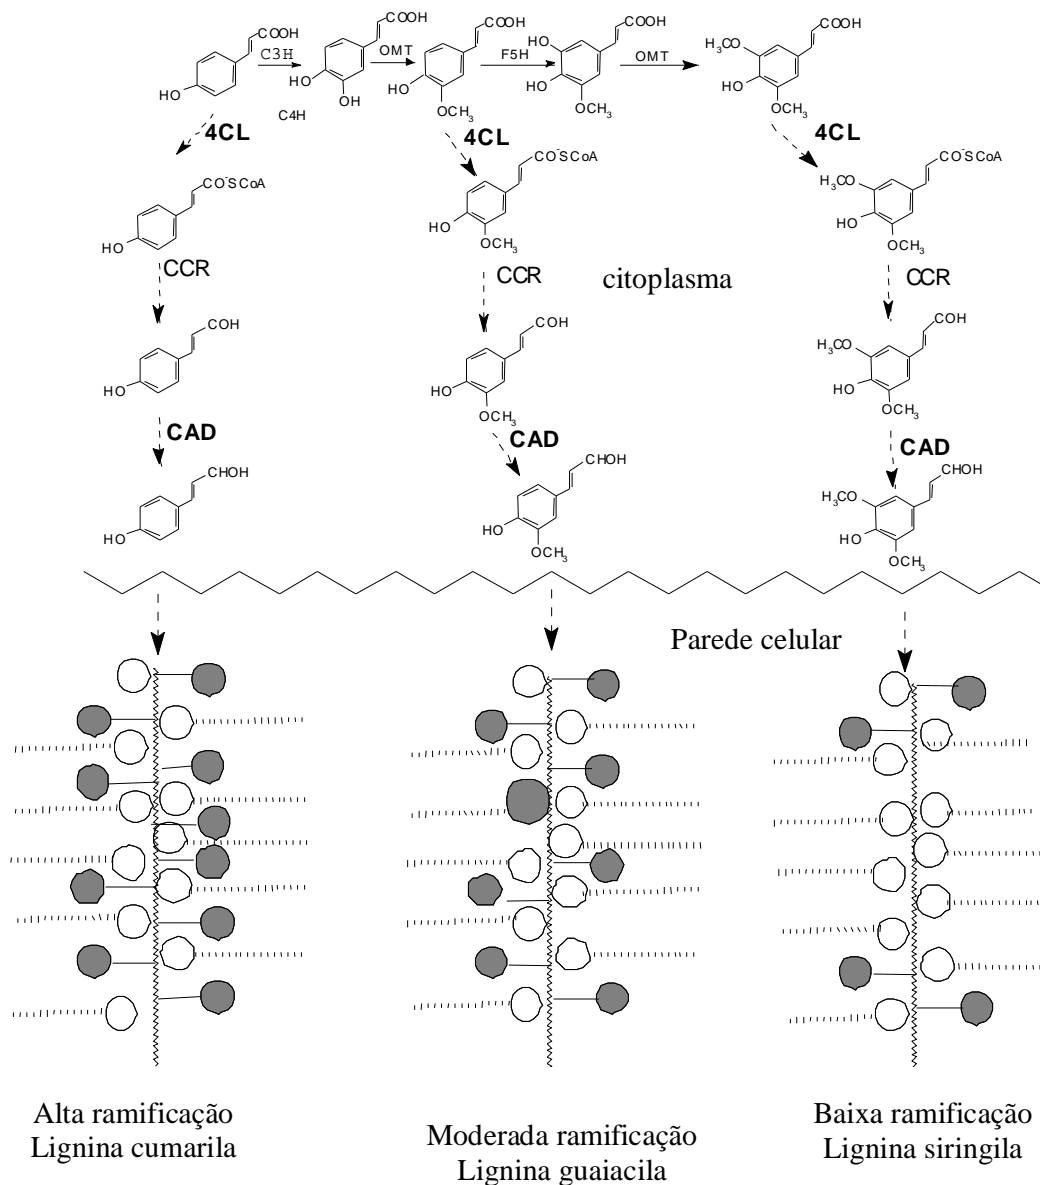 COOH
COOH
COOH
COOH
COOH
C3H
OMT
F5H
OMT
HO
HO
OH
HO
OCH3
HO
HO
OCH3
H3CO
HO
OCH3
C4H
4CL
4CL
4CL
CO-SCoA
CO-SCoA
CO-SCoA
HO
HO
OCH3
H3CO
HO
OCH3
CCR
CCR
citoplasma
CCR
COH
COH
COH
HO
HO
OCH3
H3CO
HO
OCH3
CAD
CAD
CAD
CHOH
CHOH
CHOH
HO
HO
OCH3
H3CO
HO
OCH3
Parede celular
Alta ramificação
Lignina cumarila
Moderada ramificação
Lignina guaiacila
Baixa ramificação
Lignina siringila